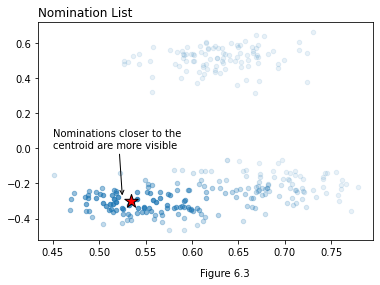 Nomination List
0.6
0.4
0.2
0.0
−0.2
−0.4
Nominations closer to the
centroid are more visible
0.45 0.50 0.55 0.60 0.65 0.70 0.75
Figure 6.3